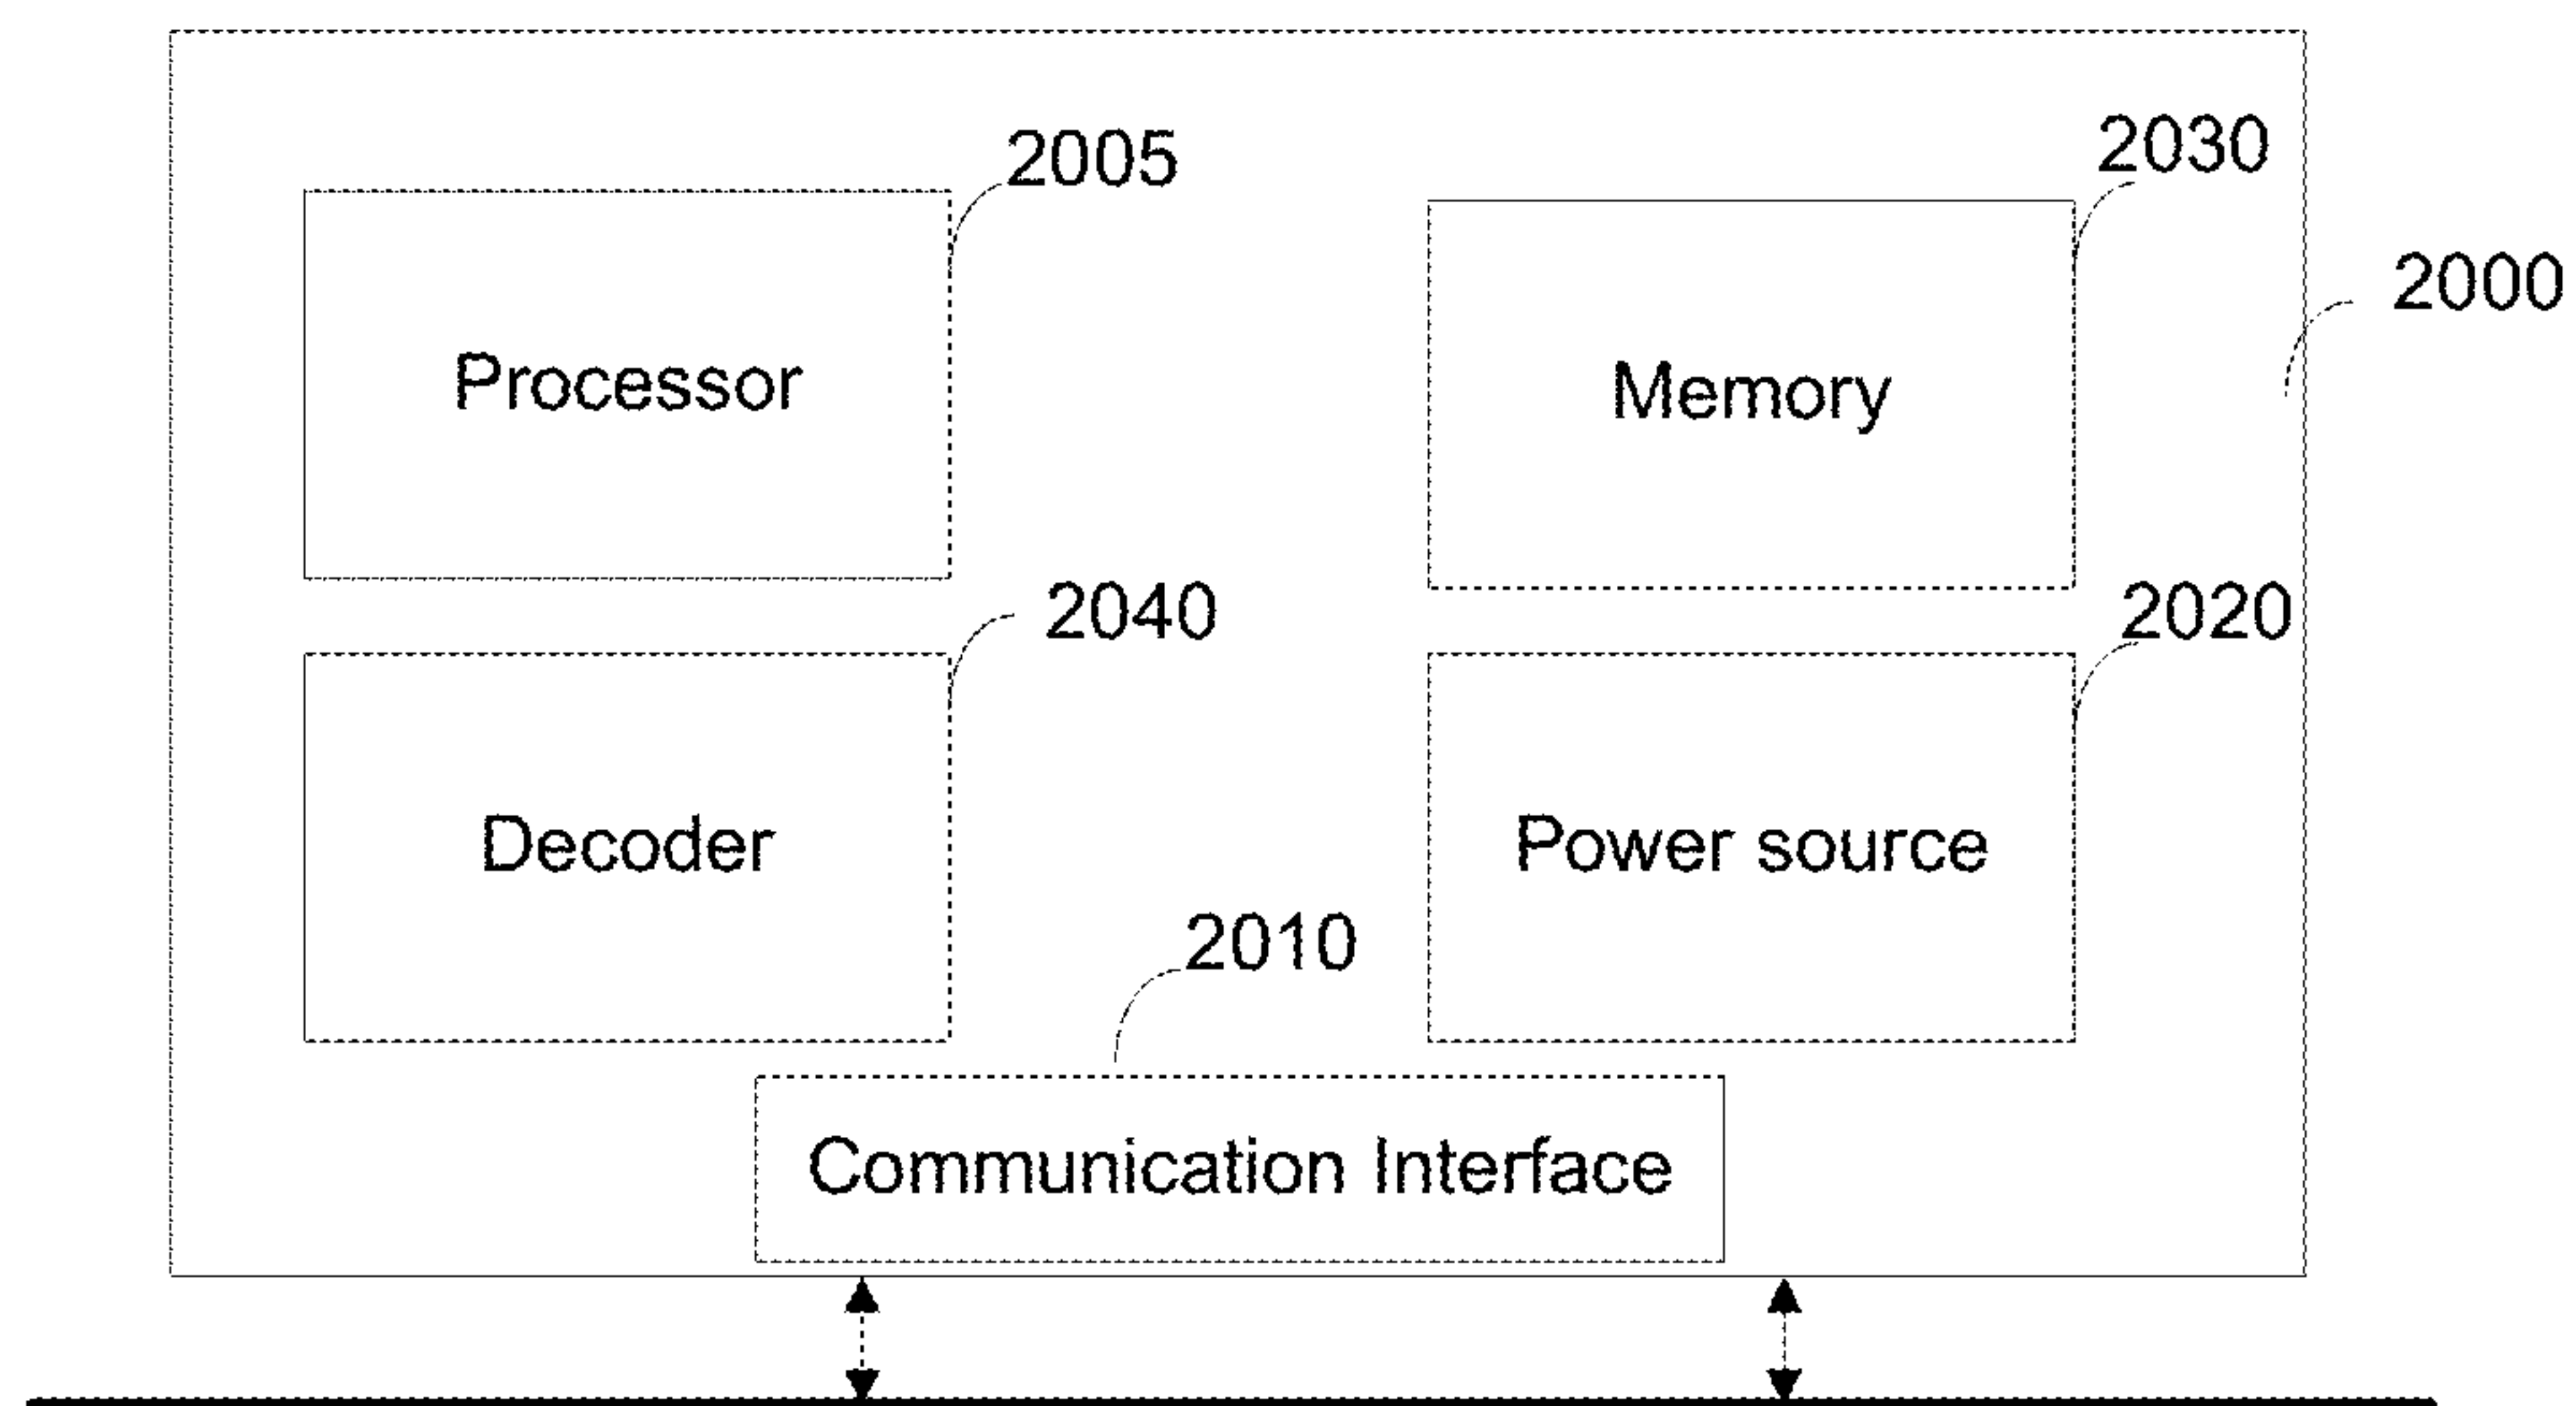 2005
2030
2000
Processor
Memory
2040
2020
Decoder
Power source
2010
Communication Interface